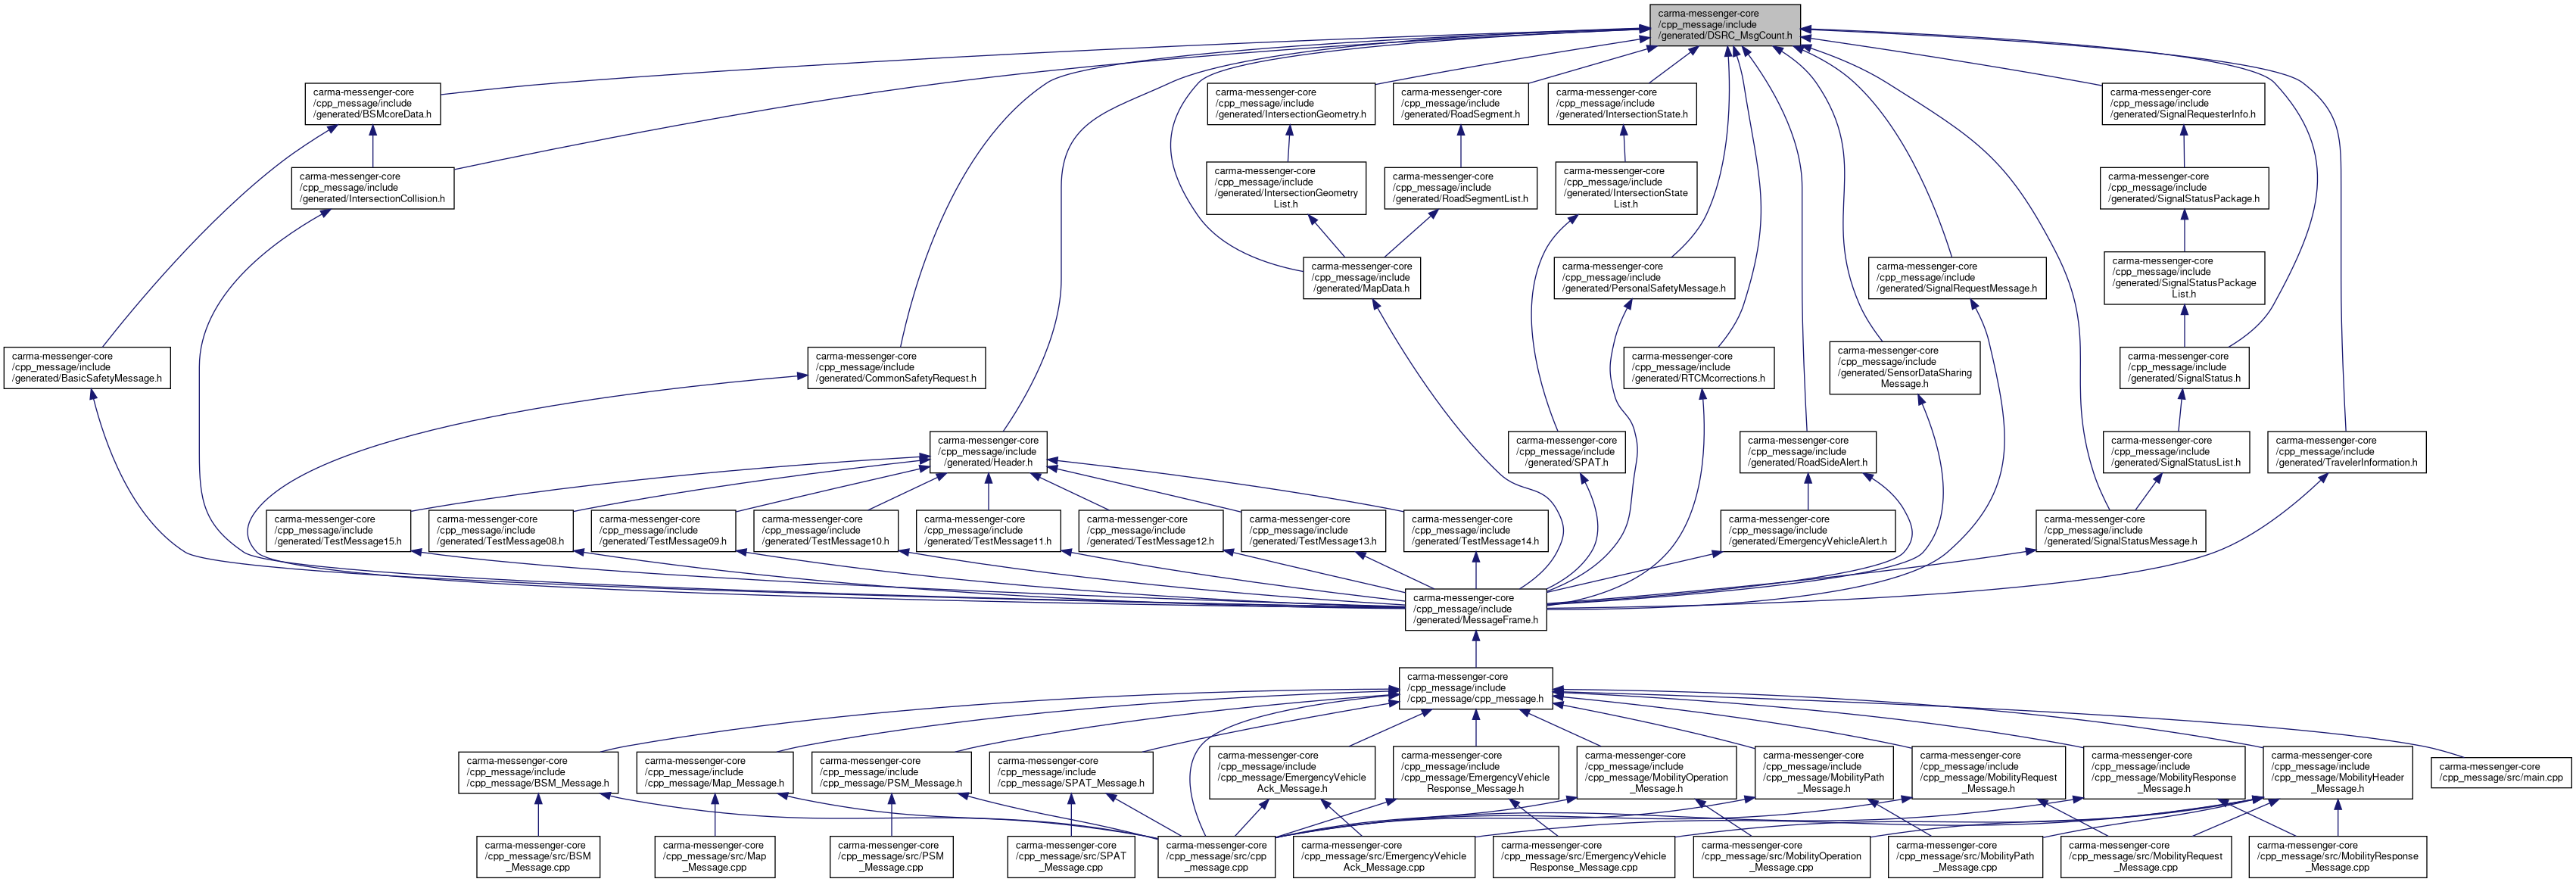 carma-messenger-core
/cpp_message/include
/generated/DSRC_MsgCount.h
carma-messenger-core
/cpp_message/include
/generated/BSMcoreData.h
carma-messenger-core
/cpp_message/include
/generated/IntersectionGeometry.h
carma-messenger-core
/cpp_message/include
/generated/RoadSegment.h
carma-messenger-core
/cpp_message/include
/generated/IntersectionState.h
carma-messenger-core
/cpp_message/include
/generated/SignalRequesterInfo.h
carma-messenger-core
/cpp_message/include
/generated/IntersectionCollision.h
carma-messenger-core
/cpp_message/include
/generated/IntersectionGeometry
List.h
carma-messenger-core
/cpp_message/include
/generated/RoadSegmentList.h
carma-messenger-core
/cpp_message/include
/generated/IntersectionState
List.h
carma-messenger-core
/cpp_message/include
/generated/SignalStatusPackage.h
carma-messenger-core
/cpp_message/include
/generated/MapData.h
carma-messenger-core
/cpp_message/include
/generated/PersonalSafetyMessage.h
carma-messenger-core
/cpp_message/include
/generated/SignalRequestMessage.h
carma-messenger-core
/cpp_message/include
/generated/SignalStatusPackage
List.h
carma-messenger-core
/cpp_message/include
/generated/BasicSafetyMessage.h
carma-messenger-core
/cpp_message/include
/generated/CommonSafetyRequest.h
carma-messenger-core
/cpp_message/include
/generated/RTCMcorrections.h
carma-messenger-core
/cpp_message/include
/generated/SensorDataSharing
Message.h
carma-messenger-core
/cpp_message/include
/generated/SignalStatus.h
carma-messenger-core
/cpp_message/include
/generated/Header.h
carma-messenger-core
/cpp_message/include
/generated/SPAT.h
carma-messenger-core
/cpp_message/include
/generated/RoadSideAlert.h
carma-messenger-core
/cpp_message/include
/generated/SignalStatusList.h
carma-messenger-core
/cpp_message/include
/generated/TravelerInformation.h
carma-messenger-core
/cpp_message/include
/generated/TestMessage15.h
carma-messenger-core
/cpp_message/include
/generated/TestMessage08.h
carma-messenger-core
/cpp_message/include
/generated/TestMessage09.h
carma-messenger-core
/cpp_message/include
/generated/TestMessage10.h
carma-messenger-core
/cpp_message/include
/generated/TestMessage11.h
carma-messenger-core
/cpp_message/include
/generated/TestMessage12.h
carma-messenger-core
/cpp_message/include
/generated/TestMessage13.h
carma-messenger-core
/cpp_message/include
/generated/TestMessage14.h
carma-messenger-core
/cpp_message/include
/generated/EmergencyVehicleAlert.h
carma-messenger-core
/cpp_message/include
/generated/SignalStatusMessage.h
carma-messenger-core
/cpp_message/include
/generated/MessageFrame.h
carma-messenger-core
/cpp_message/include
/cpp_message/cpp_message.h
carma-messenger-core
/cpp_message/include
/cpp_message/BSM_Message.h
carma-messenger-core
/cpp_message/include
/cpp_message/Map_Message.h
carma-messenger-core
/cpp_message/include
/cpp_message/PSM_Message.h
carma-messenger-core
/cpp_message/include
/cpp_message/SPAT_Message.h
carma-messenger-core
/cpp_message/include
/cpp_message/EmergencyVehicle
Ack_Message.h
carma-messenger-core
/cpp_message/include
/cpp_message/EmergencyVehicle
Response_Message.h
carma-messenger-core
/cpp_message/include
/cpp_message/MobilityOperation
_Message.h
carma-messenger-core
/cpp_message/include
/cpp_message/MobilityPath
_Message.h
carma-messenger-core
/cpp_message/include
/cpp_message/MobilityRequest
_Message.h
carma-messenger-core
/cpp_message/include
/cpp_message/MobilityResponse
_Message.h
carma-messenger-core
/cpp_message/include
/cpp_message/MobilityHeader
_Message.h
carma-messenger-core
/cpp_message/src/main.cpp
carma-messenger-core
/cpp_message/src/BSM
_Message.cpp
carma-messenger-core
/cpp_message/src/Map
_Message.cpp
carma-messenger-core
/cpp_message/src/PSM
_Message.cpp
carma-messenger-core
/cpp_message/src/SPAT
_Message.cpp
carma-messenger-core
/cpp_message/src/cpp
_message.cpp
carma-messenger-core
/cpp_message/src/EmergencyVehicle
Ack_Message.cpp
carma-messenger-core
/cpp_message/src/EmergencyVehicle
Response_Message.cpp
carma-messenger-core
/cpp_message/src/MobilityOperation
_Message.cpp
carma-messenger-core
/cpp_message/src/MobilityPath
_Message.cpp
carma-messenger-core
/cpp_message/src/MobilityRequest
_Message.cpp
carma-messenger-core
/cpp_message/src/MobilityResponse
_Message.cpp